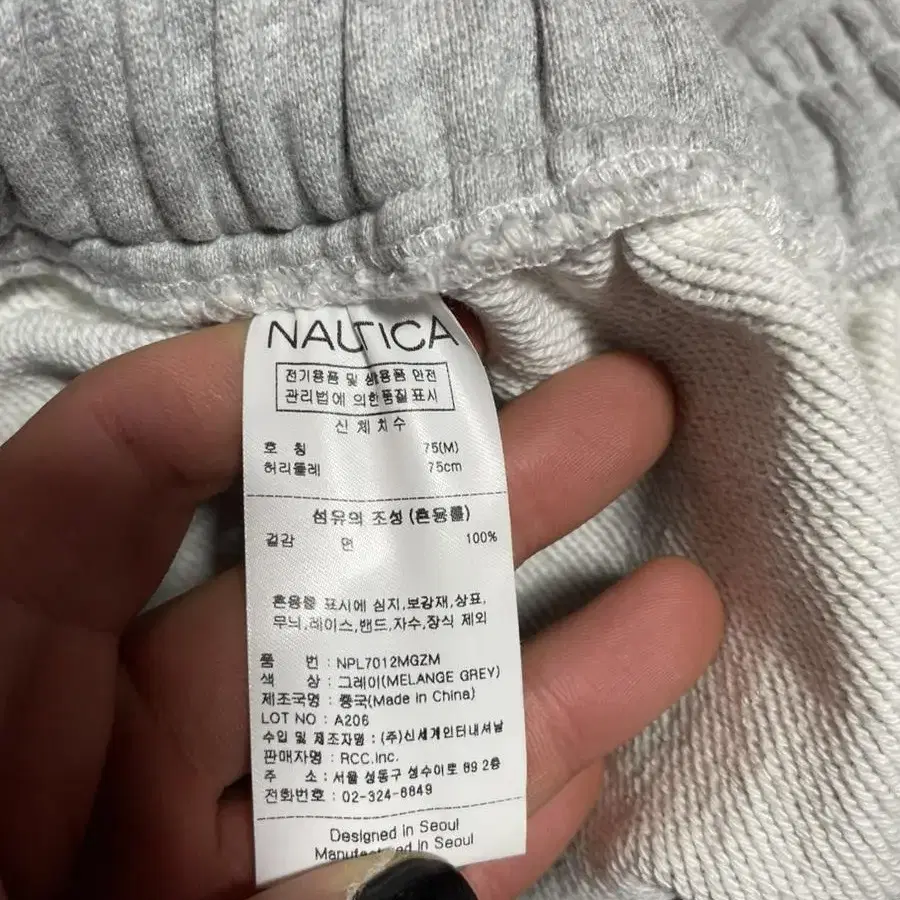 NAUTICA
전기용품 및 생활용품 안전
관리법에 의한품질표시
신체치수
호 칭 75(M)
허리둘레 75cm
섬유의 조성 (혼용률)
겉감 면 100%
혼용률 표시에 심지,보강재,상표,
무늬,레이스,밴드,자수,장식 제외
품 번 : NPL7012MGZM
색 상 : 그레이(MELANGE GREY)
제조국명 : 중국(Made in China)
LOT NO : A206
수입 및 제조자명 : (주)신세계인터내셔날
판매자명 : RCC.Inc.
주 소 : 서울 성동구 성수이로 89 2층
전화번호 : 02-324-8849
Designed in Seoul
in Seoul